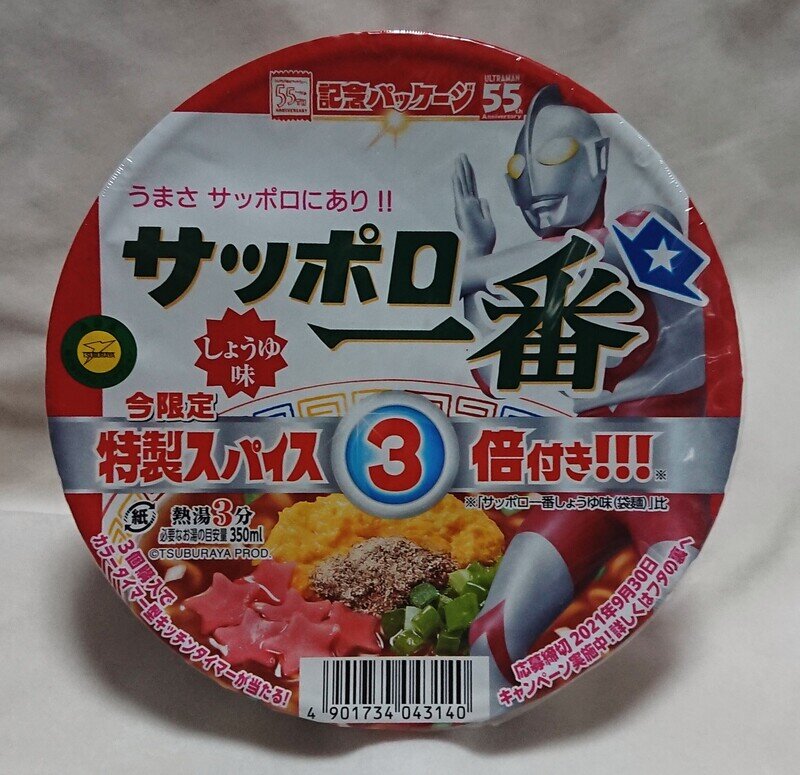 55
ANNIVERSARY
記念パッケージ
ULTRAMAN
55th
Anniversary
うまさ サッポロにあり!!
サッポロ一番
しょうゆ味
TSUBURAYA
今限定
特製スパイス3倍付き!!!※
※「サッポロ一番しょうゆ味(袋麺)」比
紙
熱湯3分
必要なお湯の目安量 350ml
©TSUBURAYA PROD.
3個購入で
カラータイマー型キッチンタイマーが当たる!
応募締切 2021年9月30日
キャンペーン実施中!詳しくはフタの裏へ
4 901734 043140